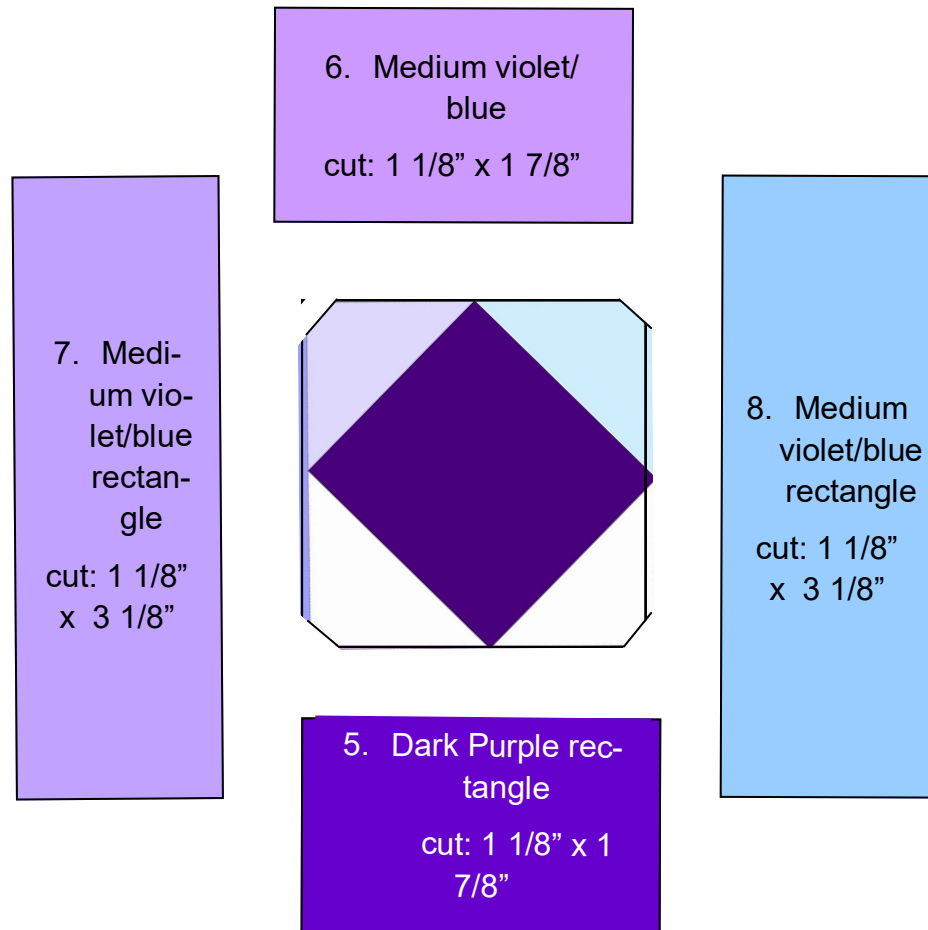 6. Medium violet/
blue
cut: 1 1/8” x 1 7/8”
7. Medi-
um vio-
let/blue
rectan-
gle
cut: 1 1/8”
x 3 1/8”
8. Medium
violet/blue
rectangle
cut: 1 1/8”
x 3 1/8”
5. Dark Purple rec-
tangle
cut: 1 1/8” x 1
7/8”